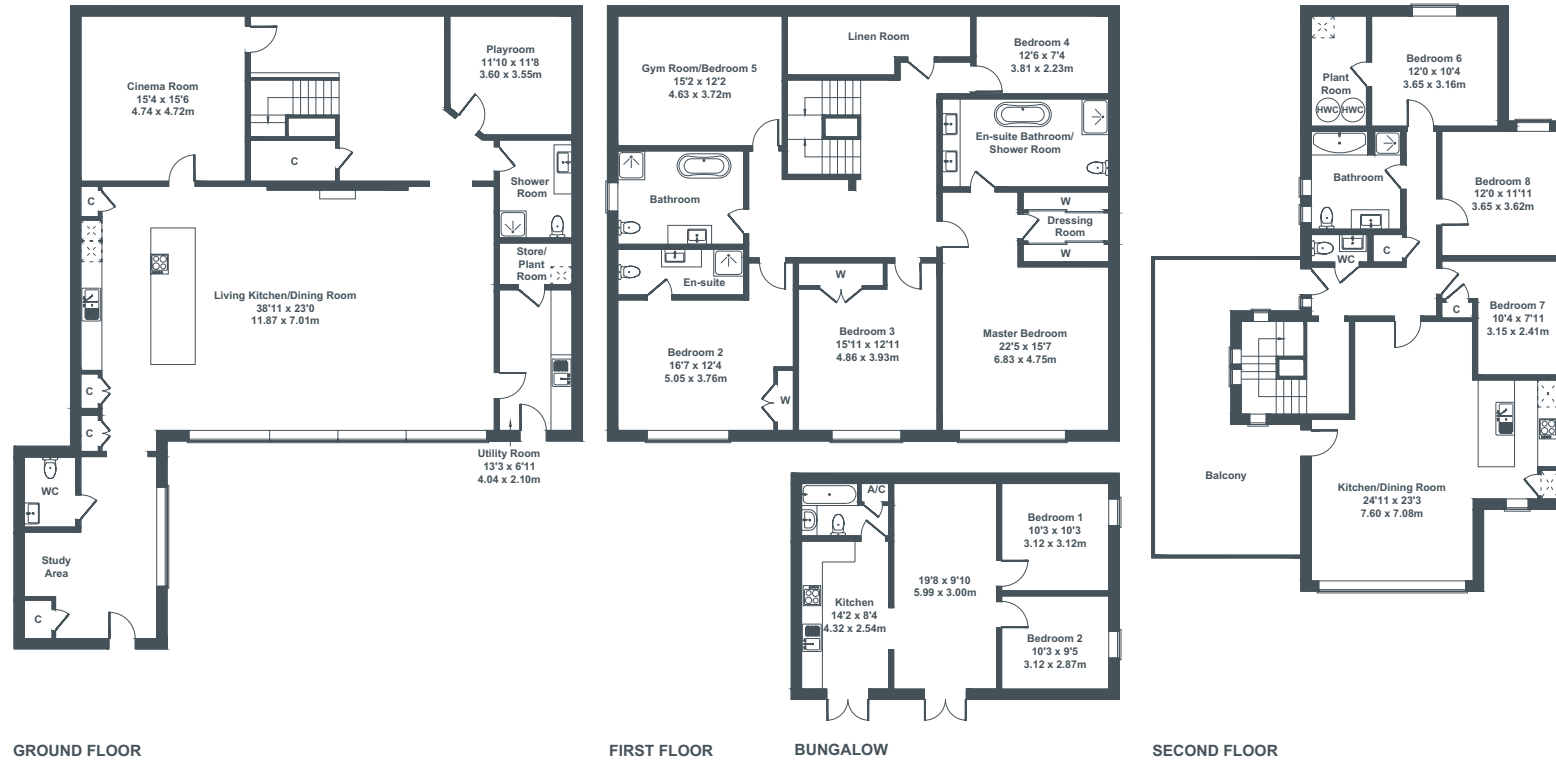 Cinema Room
15'4 x 15'6
4.74 x 4.72m
Playroom
11'10 x 11'8
3.60 x 3.55m
C
Shower
Room
C
Store/
Plant
Room
Living Kitchen/Dining Room
38'11 x 23'0
11.87 x 7.01m
C
C
Utility Room
13'3 x 6'11
4.04 x 2.10m
WC
Study
Area
C
GROUND FLOOR
Gym Room/Bedroom 5
15'2 x 12'2
4.63 x 3.72m
Linen Room
Bedroom 4
12'6 x 7'4
3.81 x 2.23m
En-suite Bathroom/
Shower Room
Bathroom
W
Dressing
Room
W
En-suite
W
Bedroom 2
16'7 x 12'4
5.05 x 3.76m
W
Bedroom 3
15'11 x 12'11
4.86 x 3.93m
Master Bedroom
22'5 x 15'7
6.83 x 4.75m
FIRST FLOOR
A/C
Bedroom 1
10'3 x 10'3
3.12 x 3.12m
19'8 x 9'10
5.99 x 3.00m
Kitchen
14'2 x 8'4
4.32 x 2.54m
Bedroom 2
10'3 x 9'5
3.12 x 2.87m
BUNGALOW
Plant
Room
HWC
HWC
Bedroom 6
12'0 x 10'4
3.65 x 3.16m
Bathroom
Bedroom 8
12'0 x 11'11
3.65 x 3.62m
WC
C
C
Bedroom 7
10'4 x 7'11
3.15 x 2.41m
Balcony
Kitchen/Dining Room
24'11 x 23'3
7.60 x 7.08m
SECOND FLOOR